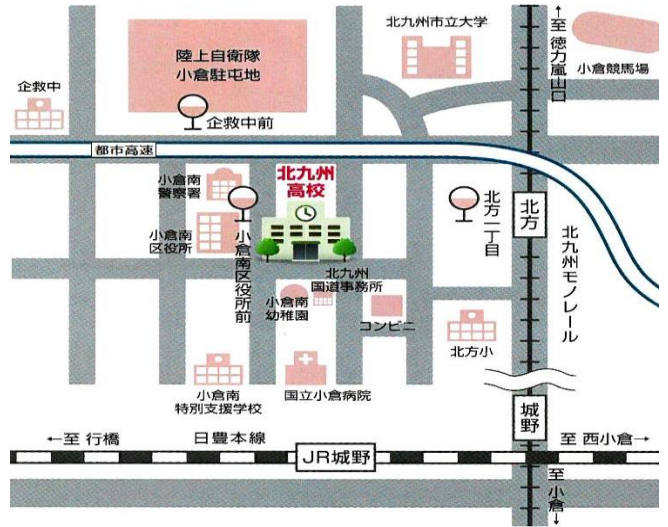 北九州市立大学
←至 徳力嵐山口
陸上自衛隊
小倉駐屯地
小倉競馬場
企救中
企救中前
都市高速
北九州
高校
小倉南
警察署
小倉南
区役所
小倉南区役所前
北方二丁目
北方
北九州モノレール
北九州
国道事務所
小倉南
幼稚園
コンビニ
北方小
小倉南
特別支援学校
国立小倉病院
城野
←至 行橋
日豊本線
JR城野
至 西小倉→
至 小倉→